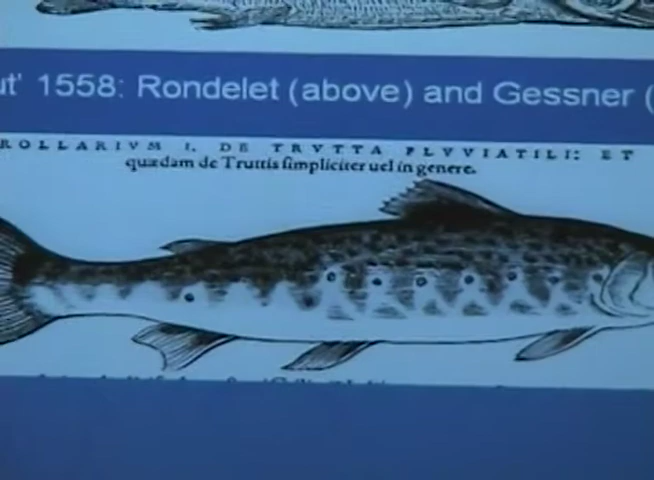 ut' 1558: Rondelet (above) and Gessner (
ROLLARIVM I. DE TRVTTA FLVVIATILI: ET
quædam de Truttis simpliciter uel in genere.